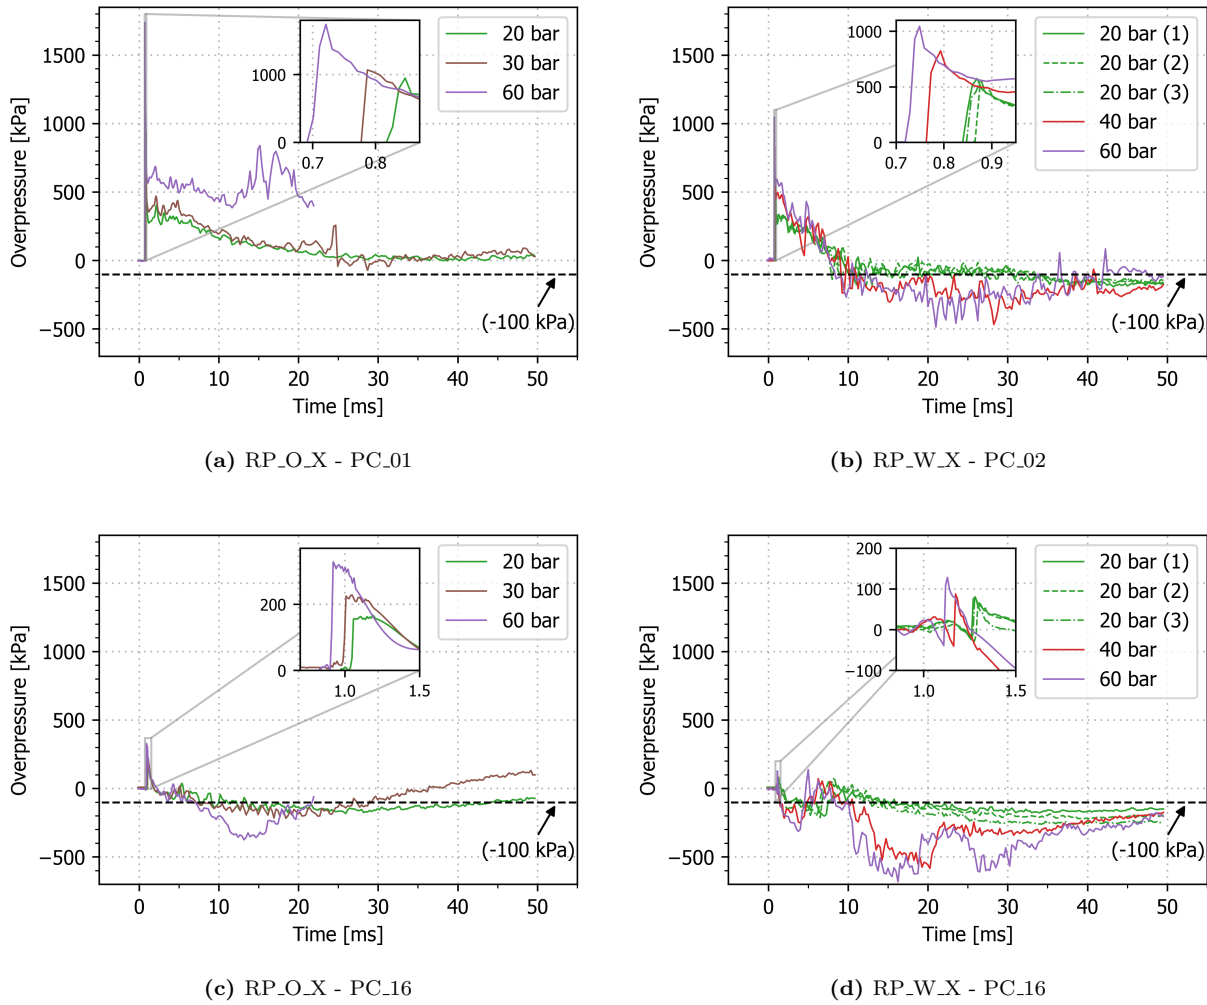 20 bar
30 bar
60 bar
1000
0
0.7
0.8
1500
1000
500
0
−500
Overpressure [kPa]
(-100 kPa)
0
10
20
30
40
50
Time [ms]
(a) RP_O_X - PC_01
20 bar (1)
20 bar (2)
20 bar (3)
40 bar
60 bar
1000
500
0
0.7
0.8
0.9
1500
1000
500
0
−500
Overpressure [kPa]
(-100 kPa)
0
10
20
30
40
50
Time [ms]
(b) RP_W_X - PC_02
20 bar
30 bar
60 bar
200
0
1.0
1.5
1500
1000
500
0
−500
Overpressure [kPa]
(-100 kPa)
0
10
20
30
40
50
Time [ms]
(c) RP_O_X - PC_16
20 bar (1)
20 bar (2)
20 bar (3)
40 bar
60 bar
200
100
0
−100
1.0
1.5
1500
1000
500
0
−500
Overpressure [kPa]
(-100 kPa)
0
10
20
30
40
50
Time [ms]
(d) RP_W_X - PC_16